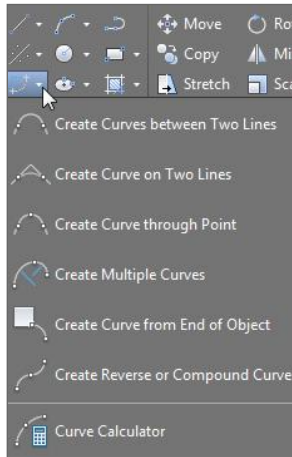 Move
Copy
Stretch
Create Curves between Two Lines
Create Curve on Two Lines
Create Curve through Point
Create Multiple Curves
Create Curve from End of Object
Create Reverse or Compound Curve
Curve Calculator